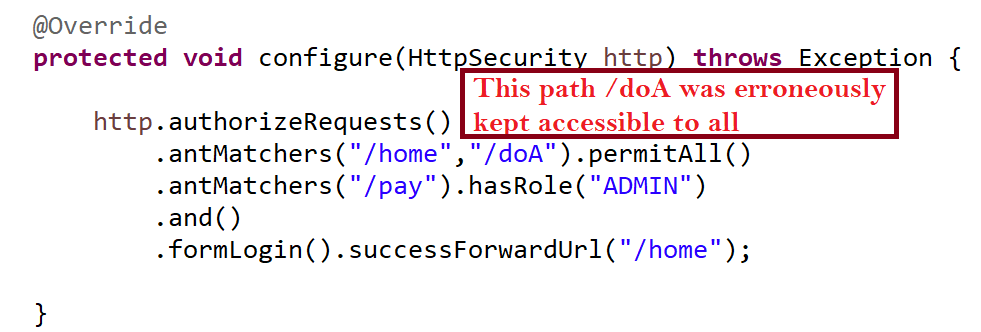 @Override
protected void configure(HttpSecurity http) throws Exception {
This path /doA was erroneously
kept accessible to all
http.authorizeRequests()
.antMatchers("/home","/doA").permitAll()
.antMatchers("/pay").hasRole("ADMIN")
.and()
.formLogin().successForwardUrl("/home");
}